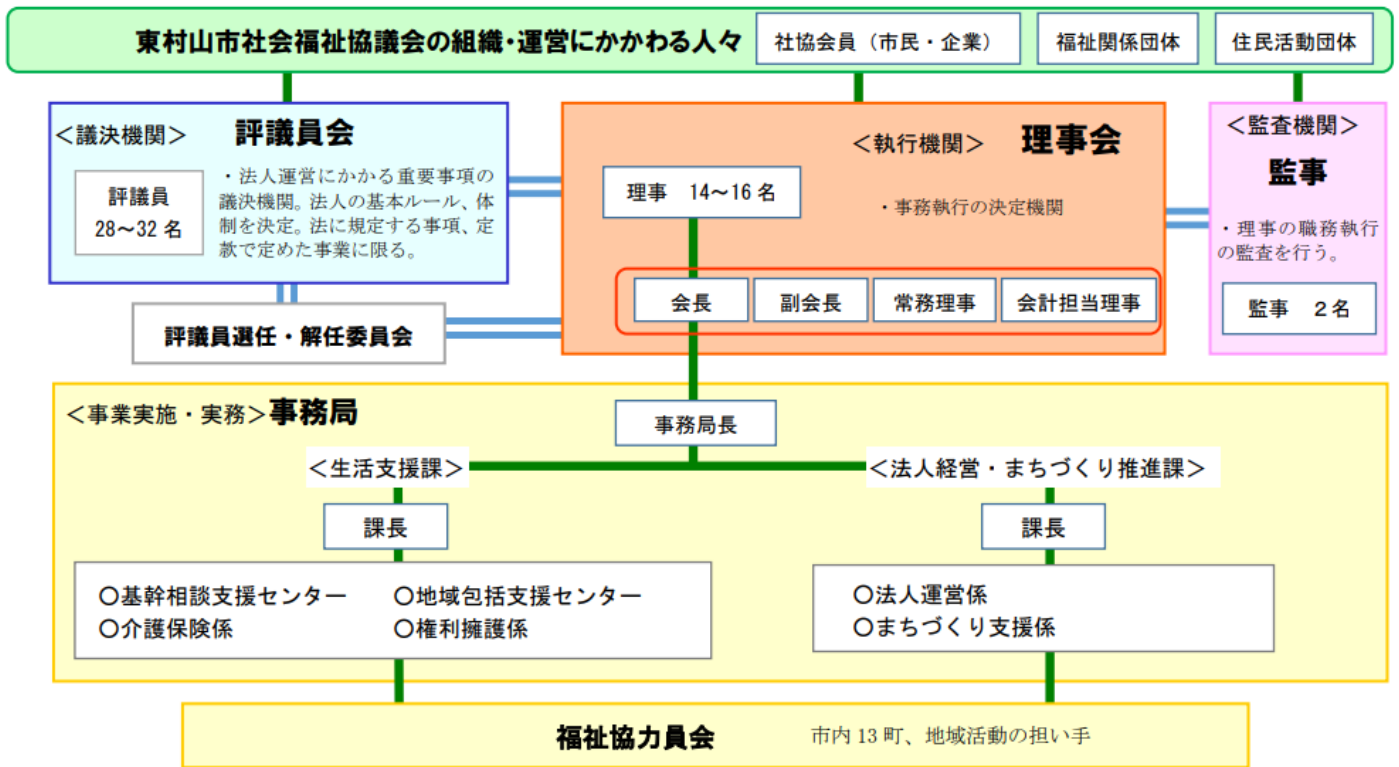 東村山市社会福祉協議会の組織・運営にかかわる人々
社協会員（市民・企業）
福祉関係団体
住民活動団体
＜議決機関＞ 評議員会
評議員
28～32 名
・法人運営にかかる重要事項の
議決機関。法人の基本ルール、体
制を決定。法に規定する事項、定
款で定めた事業に限る。
評議員選任・解任委員会
＜執行機関＞ 理事会
理事 14～16 名
・事務執行の決定機関
会長
副会長
常務理事
会計担当理事
＜監査機関＞
監事
・理事の職務執行
の監査を行う。
監事 2名
＜事業実施・実務＞事務局
事務局長
＜生活支援課＞
課長
〇基幹相談支援センター 〇地域包括支援センター
〇介護保険係 〇権利擁護係
＜法人経営・まちづくり推進課＞
課長
〇法人運営係
〇まちづくり支援係
福祉協力員会 市内 13 町、地域活動の担い手